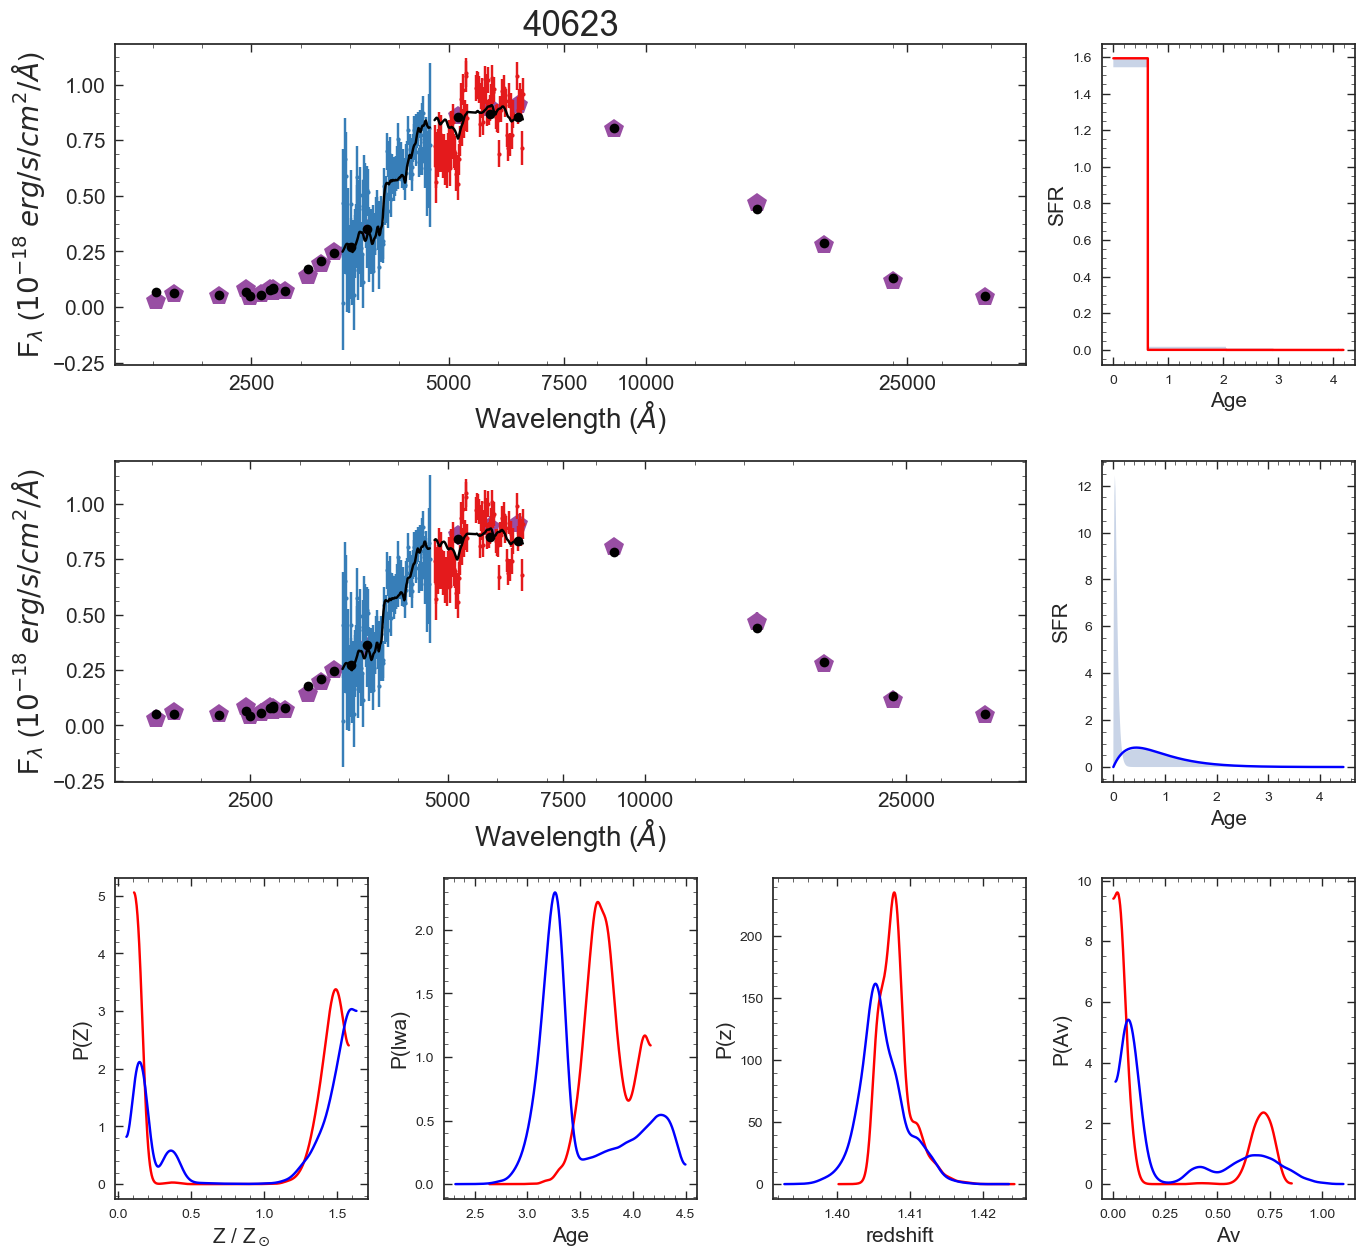 40623
1.00
0.75
0.50
0.25
0.00
−0.25
F_λ (10^−18 erg/s/cm^2/Å)
2500 5000 7500 10000 25000
Wavelength (Å)
1.6
1.4
1.2
1.0
0.8
0.6
0.4
0.2
0.0
SFR
0 1 2 3 4
Age
1.00
0.75
0.50
0.25
0.00
−0.25
F_λ (10^−18 erg/s/cm^2/Å)
2500 5000 7500 10000 25000
Wavelength (Å)
12
10
8
6
4
2
0
SFR
0 1 2 3 4
Age
5
4
3
2
1
0
P(Z)
0.0 0.5 1.0 1.5
Z / Z_⊙
2.0
1.5
1.0
0.5
0.0
P(lwa)
2.5 3.0 3.5 4.0 4.5
Age
200
150
100
50
0
P(z)
1.40 1.41 1.42
redshift
10
8
6
4
2
0
P(Av)
0.00 0.25 0.50 0.75 1.00
Av